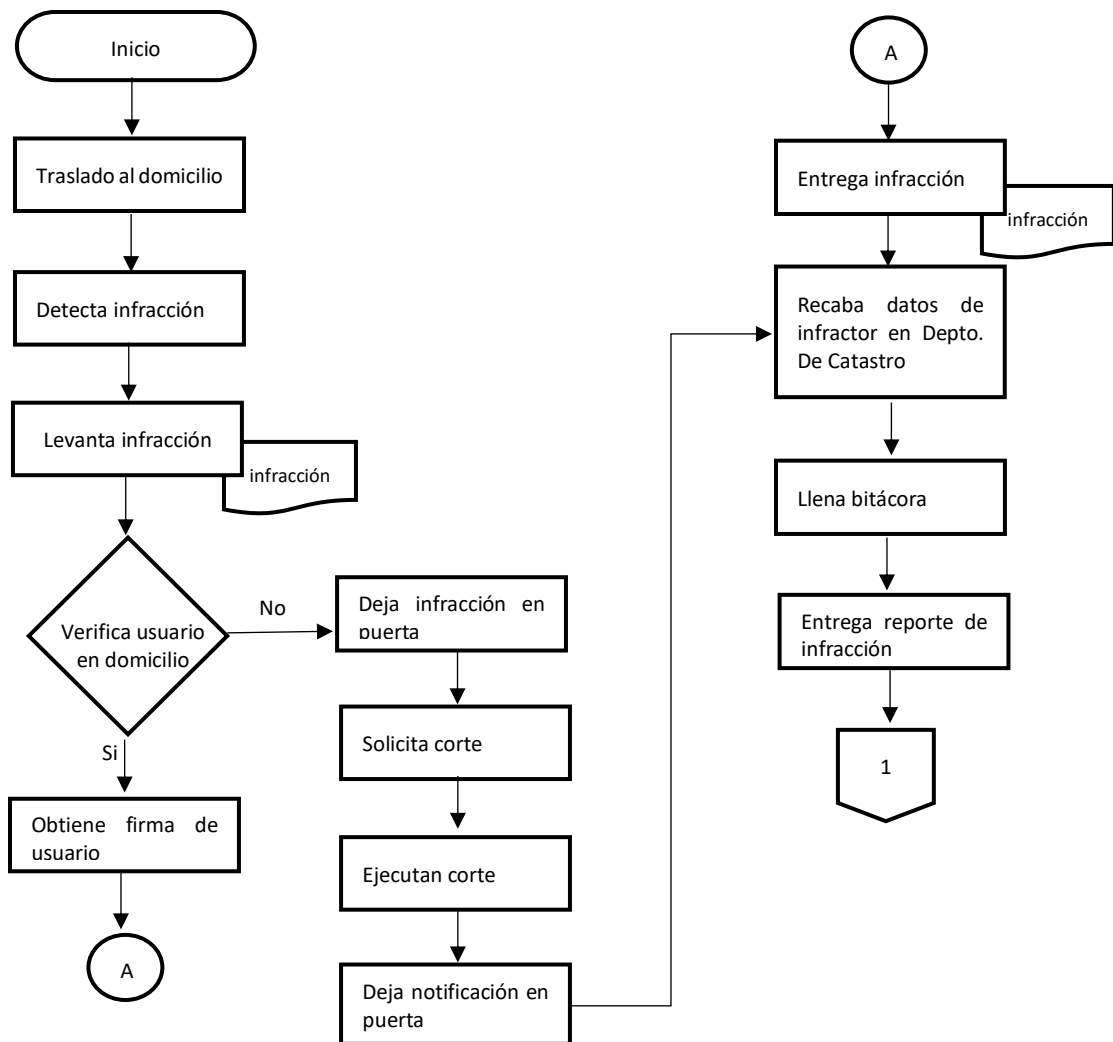 Inicio
Traslado al domicilio
Detecta infracción
Levanta infracción
infracción
Verifica usuario
en domicilio
No
Si
Obtiene firma de
usuario
A
Deja infracción en
puerta
Solicita corte
Ejecutan corte
Deja notificación en
puerta
A
Entrega infracción
infracción
Recaba datos de
infractor en Depto.
De Catastro
Llena bitácora
Entrega reporte de
infracción
1